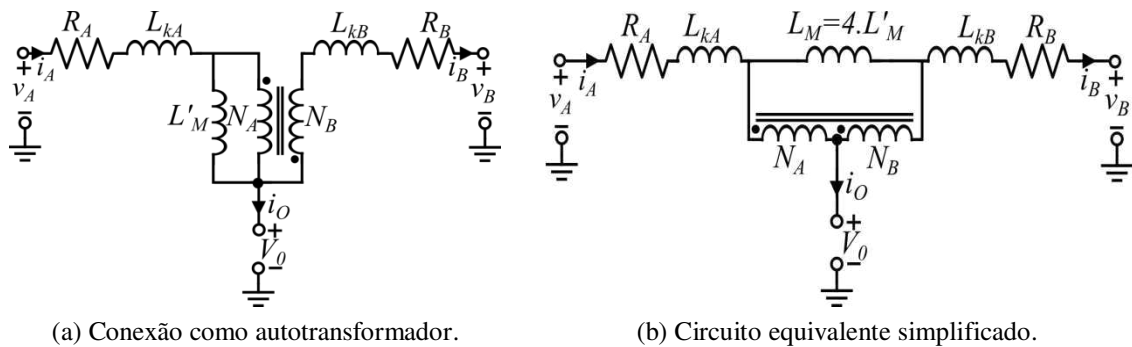 R_A L_kA L_kB R_B
+ i_A i_B +
v_A L'_M N_A N_B v_B
i_O
+
V_0
−
(a) Conexão como autotransformador.
R_A L_kA L_M=4.L'_M L_kB R_B
+ i_A i_B +
v_A v_B
N_A N_B
i_O
+
V_0
−
(b) Circuito equivalente simplificado.